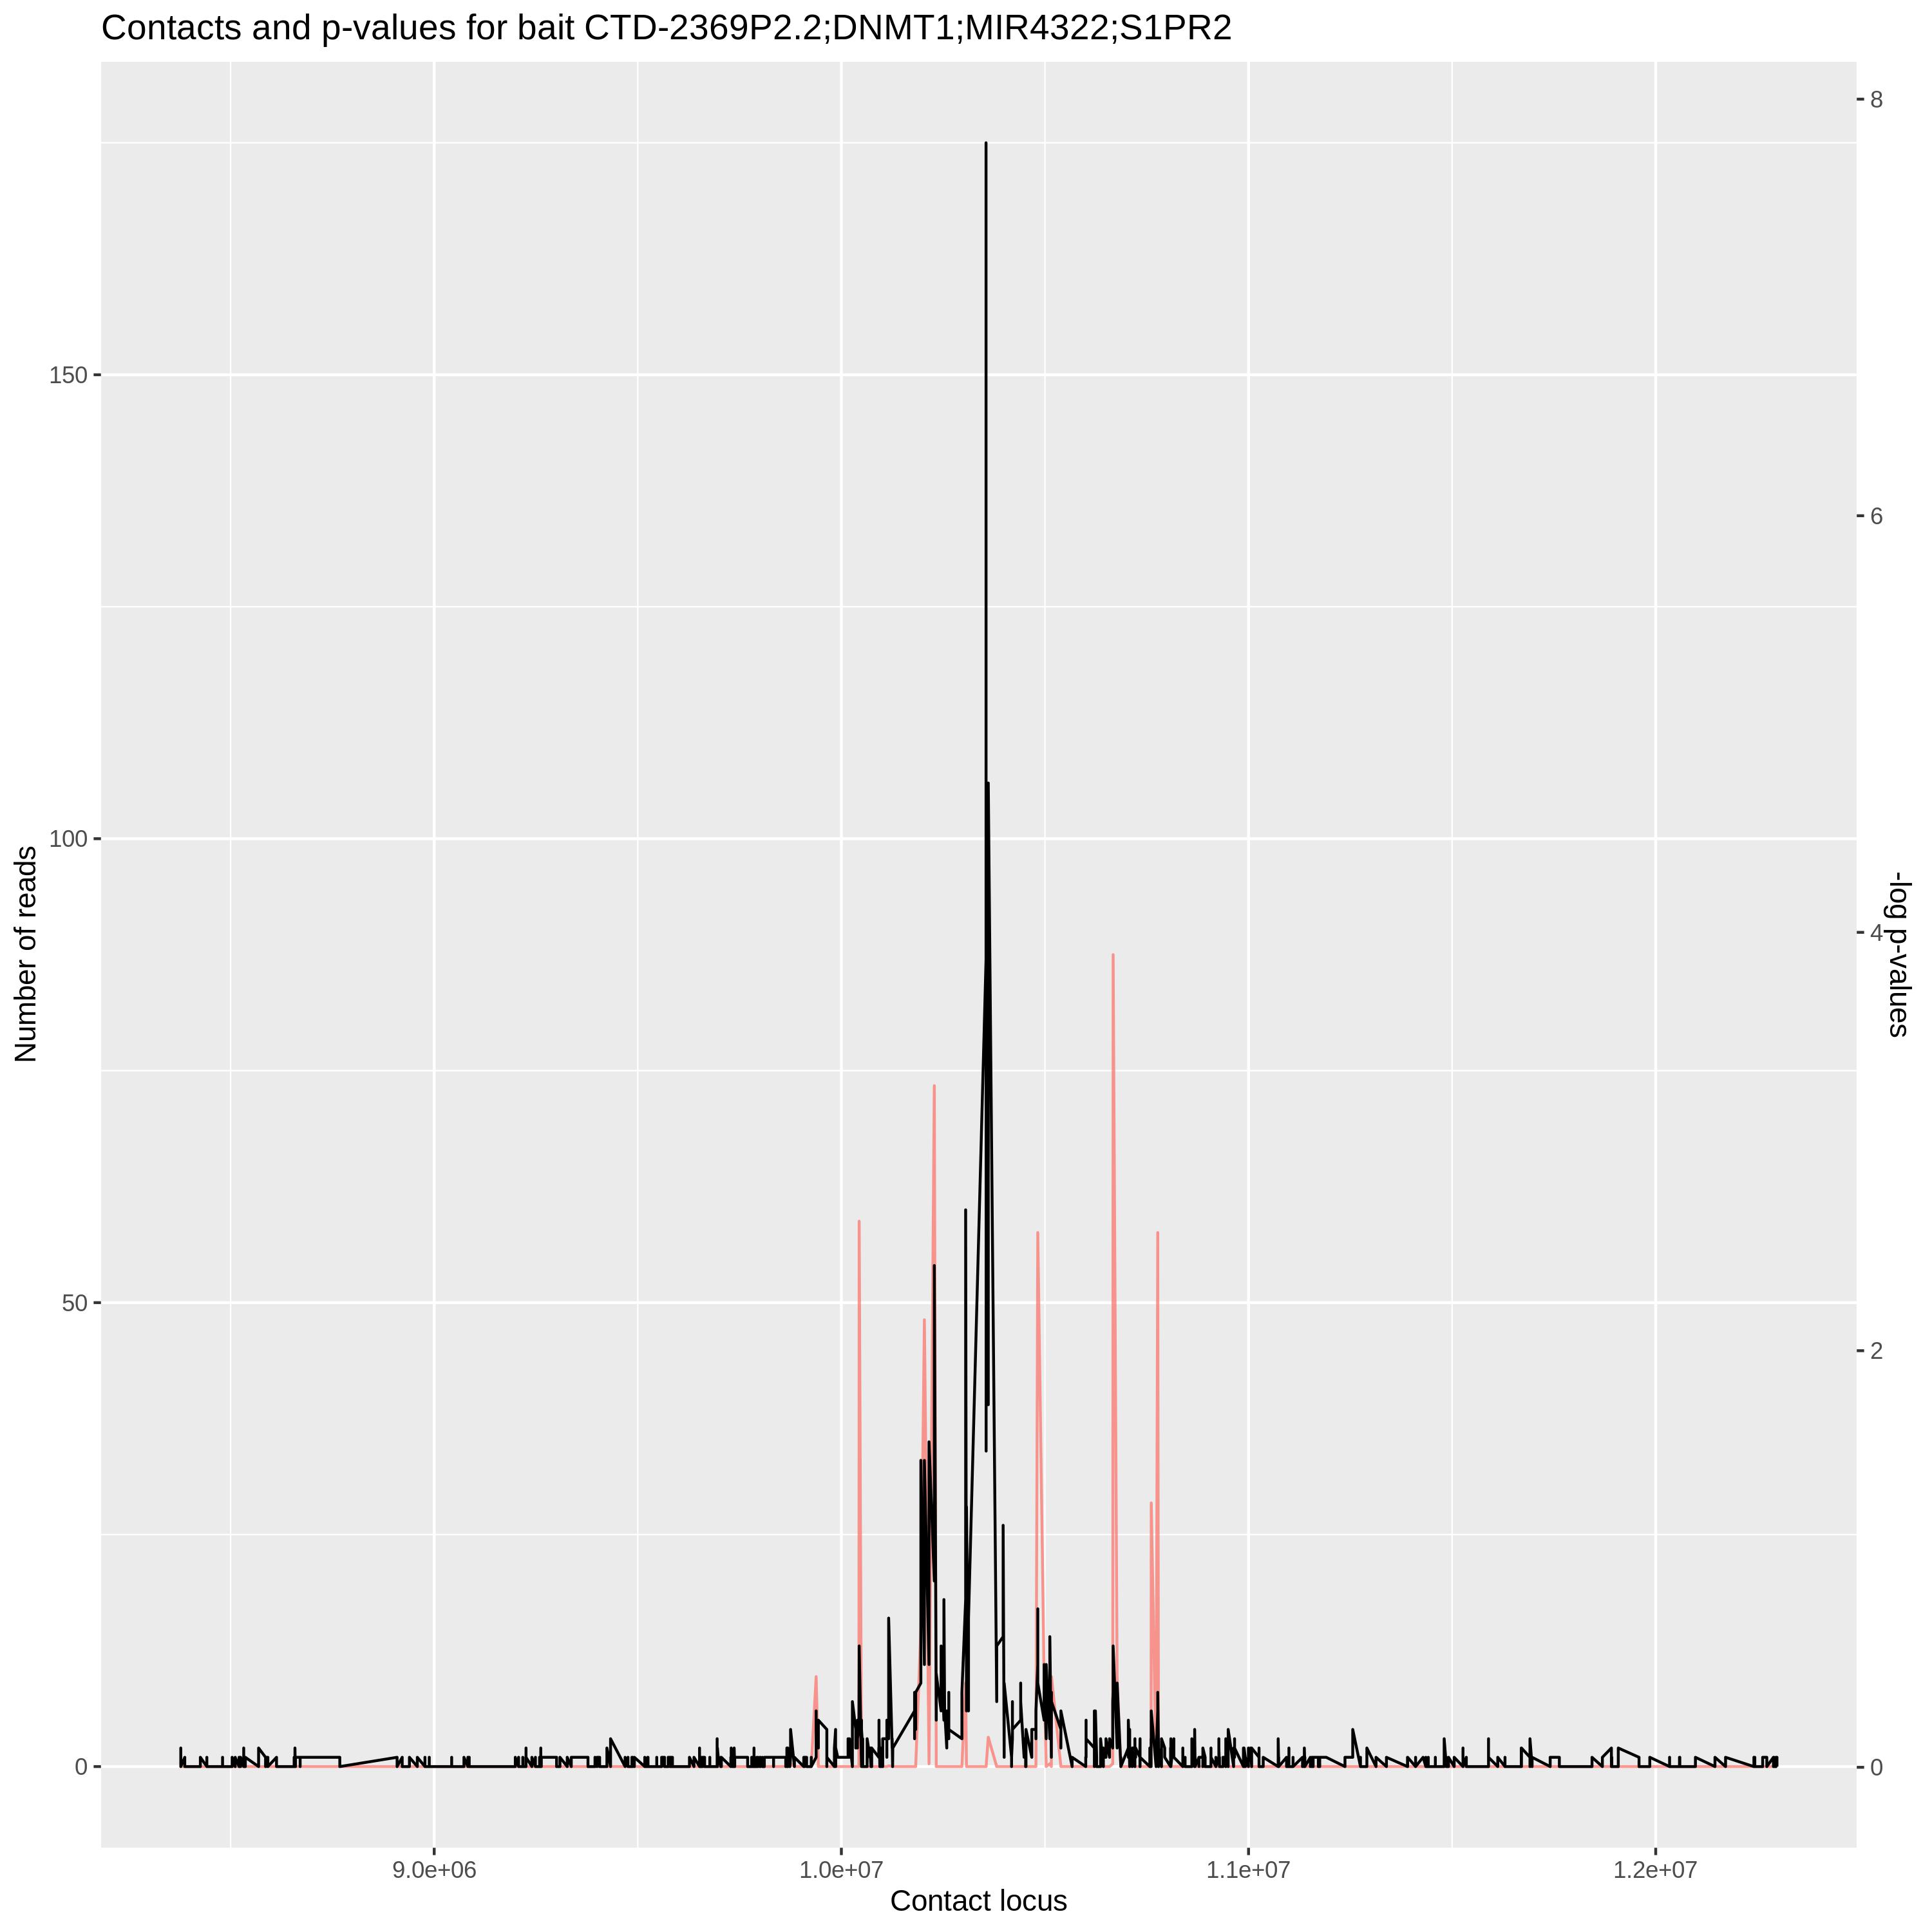 Contacts and p-values for bait CTD-2369P2.2;DNMT1;MIR4322;S1PR2
150
100
50
0
Number of reads
8
6
4
2
0
-log p-values
9.0e+06
1.0e+07
1.1e+07
1.2e+07
Contact locus